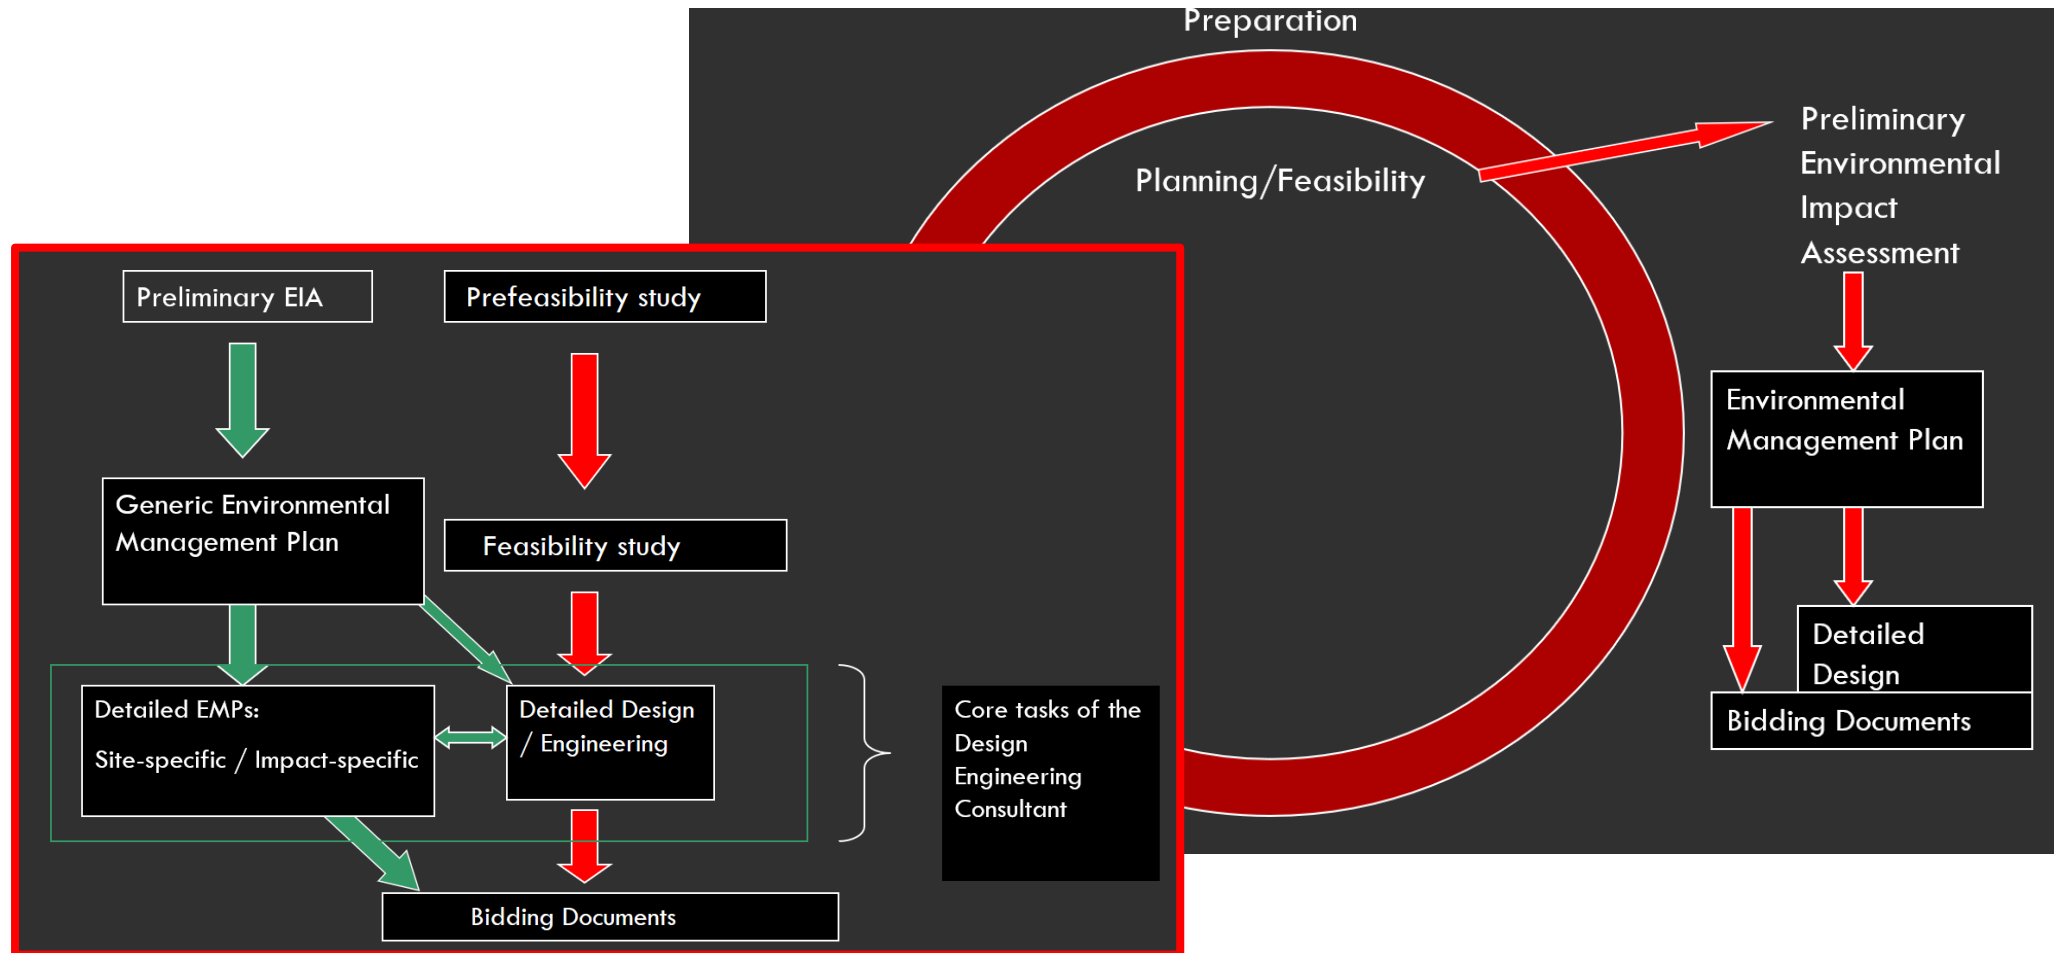 Preparation
Planning/Feasibility
Preliminary
Environmental
Impact
Assessment
Environmental
Management Plan
Detailed
Design
Bidding Documents
Preliminary EIA
Prefeasibility study
Generic Environmental
Management Plan
Feasibility study
Detailed EMPs:
Site-specific / Impact-specific
Detailed Design
/ Engineering
Core tasks of the
Design
Engineering
Consultant
Bidding Documents